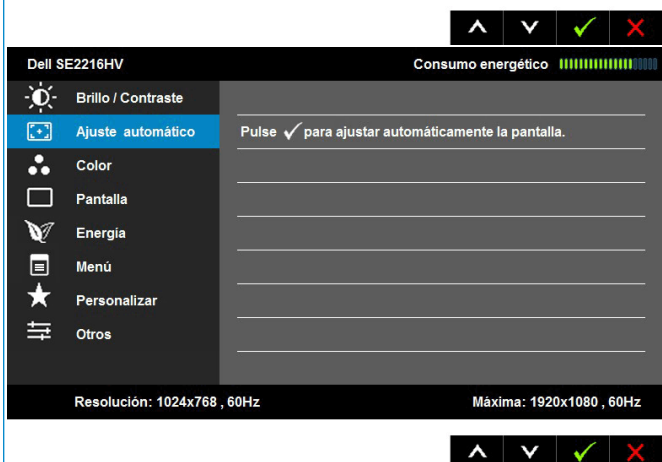 Dell SE2216HV Consumo energético
Brillo / Contraste
Ajuste automático Pulse ✓ para ajustar automáticamente la pantalla.
Color
Pantalla
Energía
Menú
Personalizar
Otros
Resolución: 1024x768 , 60Hz Máxima: 1920x1080 , 60Hz